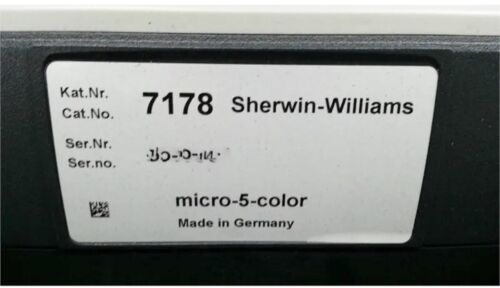 Kat.Nr.
Cat.No. 7178 Sherwin-Williams
Ser.Nr.
Ser.no.
micro-5-color
Made in Germany